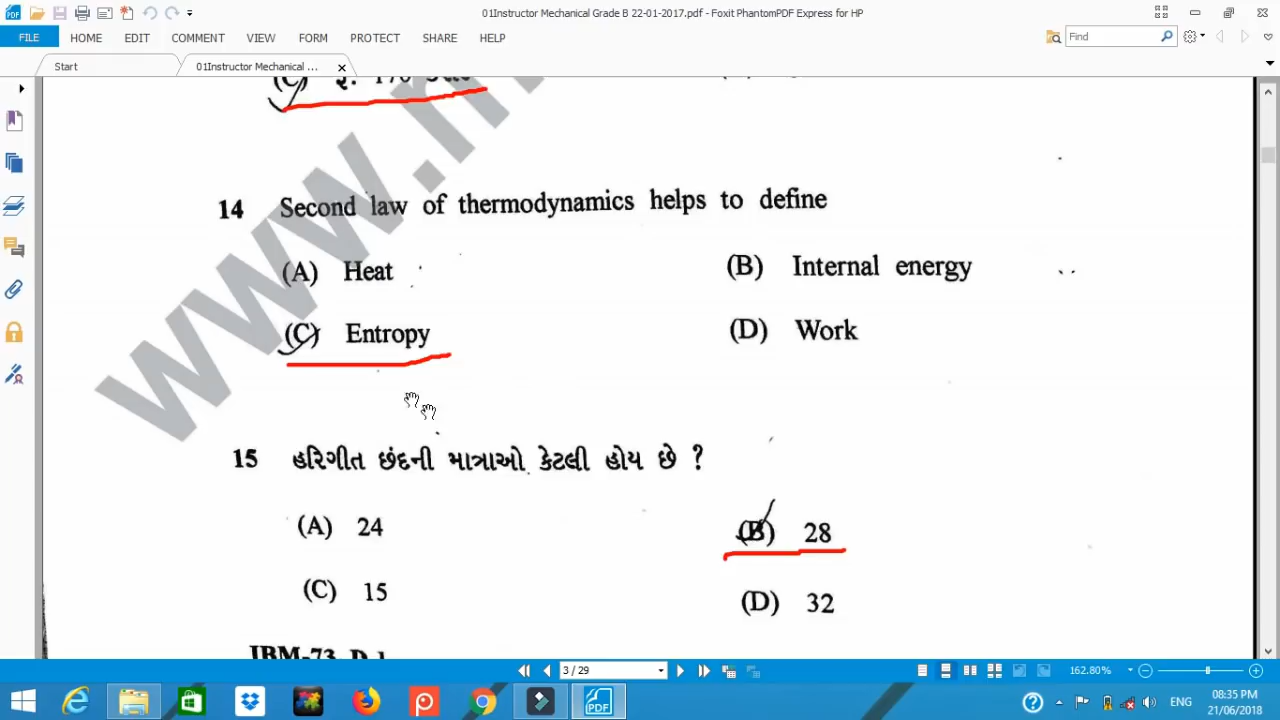 01Instructor Mechanical Grade B 22-01-2017.pdf - Foxit PhantomPDF Express for HP
FILE HOME EDIT COMMENT VIEW FORM PROTECT SHARE HELP Find
Start 01Instructor Mechanical ...
14 Second law of thermodynamics helps to define
(A) Heat (B) Internal energy
(C) Entropy (D) Work
15 હરિગીત છંદની માત્રાઓ કેટલી હોય છે ?
(A) 24 (B) 28
(C) 15 (D) 32
3 / 29 162.80%
ENG 08:35 PM
21/06/2018